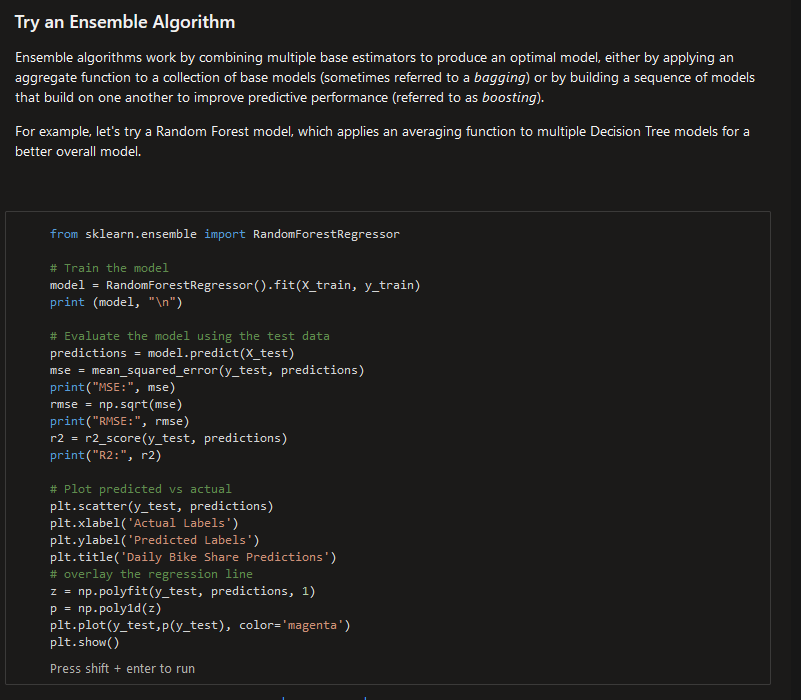 Try an Ensemble Algorithm
Ensemble algorithms work by combining multiple base estimators to produce an optimal model, either by applying an
aggregate function to a collection of base models (sometimes referred to a bagging) or by building a sequence of models
that build on one another to improve predictive performance (referred to as boosting).
For example, let's try a Random Forest model, which applies an averaging function to multiple Decision Tree models for a
better overall model.
from sklearn.ensemble import RandomForestRegressor
# Train the model
model = RandomForestRegressor().fit(X_train, y_train)
print (model, "\n")
# Evaluate the model using the test data
predictions = model.predict(X_test)
mse = mean_squared_error(y_test, predictions)
print("MSE:", mse)
rmse = np.sqrt(mse)
print("RMSE:", rmse)
r2 = r2_score(y_test, predictions)
print("R2:", r2)
# Plot predicted vs actual
plt.scatter(y_test, predictions)
plt.xlabel('Actual Labels')
plt.ylabel('Predicted Labels')
plt.title('Daily Bike Share Predictions')
# overlay the regression line
z = np.polyfit(y_test, predictions, 1)
p = np.poly1d(z)
plt.plot(y_test,p(y_test), color='magenta')
plt.show()
Press shift + enter to run